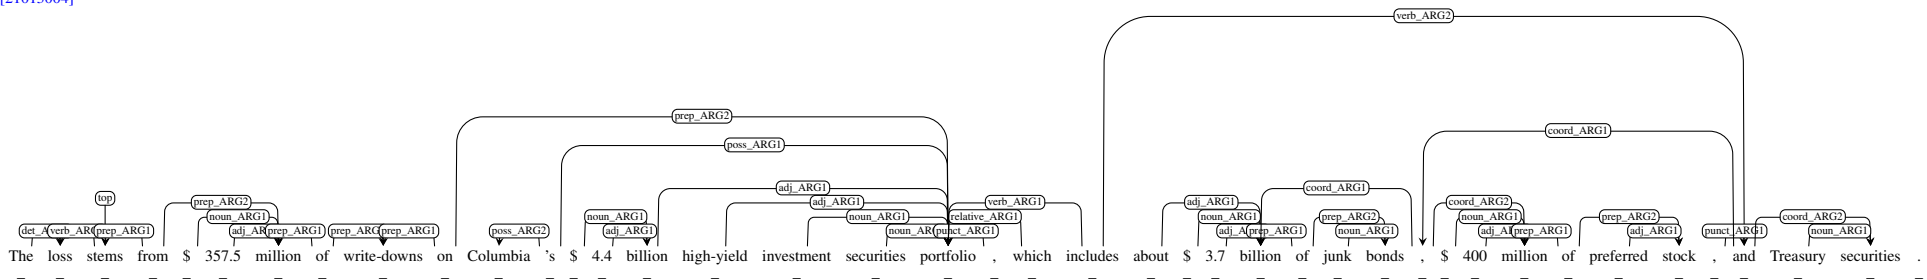 verb_ARG2
prep_ARG2
coord_ARG1
poss_ARG1
adj_ARG1 coord_ARG1
top prep_ARG2 adj_ARG1 verb_ARG1 adj_ARG1 coord_ARG2
noun_ARG1 noun_ARG1 noun_ARG1 relative_ARG1 noun_ARG1 prep_ARG2 noun_ARG1 prep_ARG2 coord_ARG2
prep_ARG1 prep_ARG1 prep_ARG1 poss_ARG2 adj_ARG1 punct_ARG1 prep_ARG1 noun_ARG1 prep_ARG1 adj_ARG1 punct_ARG1 noun_ARG1
The loss stems from $ 357.5 million of write-downs on Columbia 's $ 4.4 billion high-yield investment securities portfolio , which includes about $ 3.7 billion of junk bonds , $ 400 million of preferred stock , and Treasury securities .